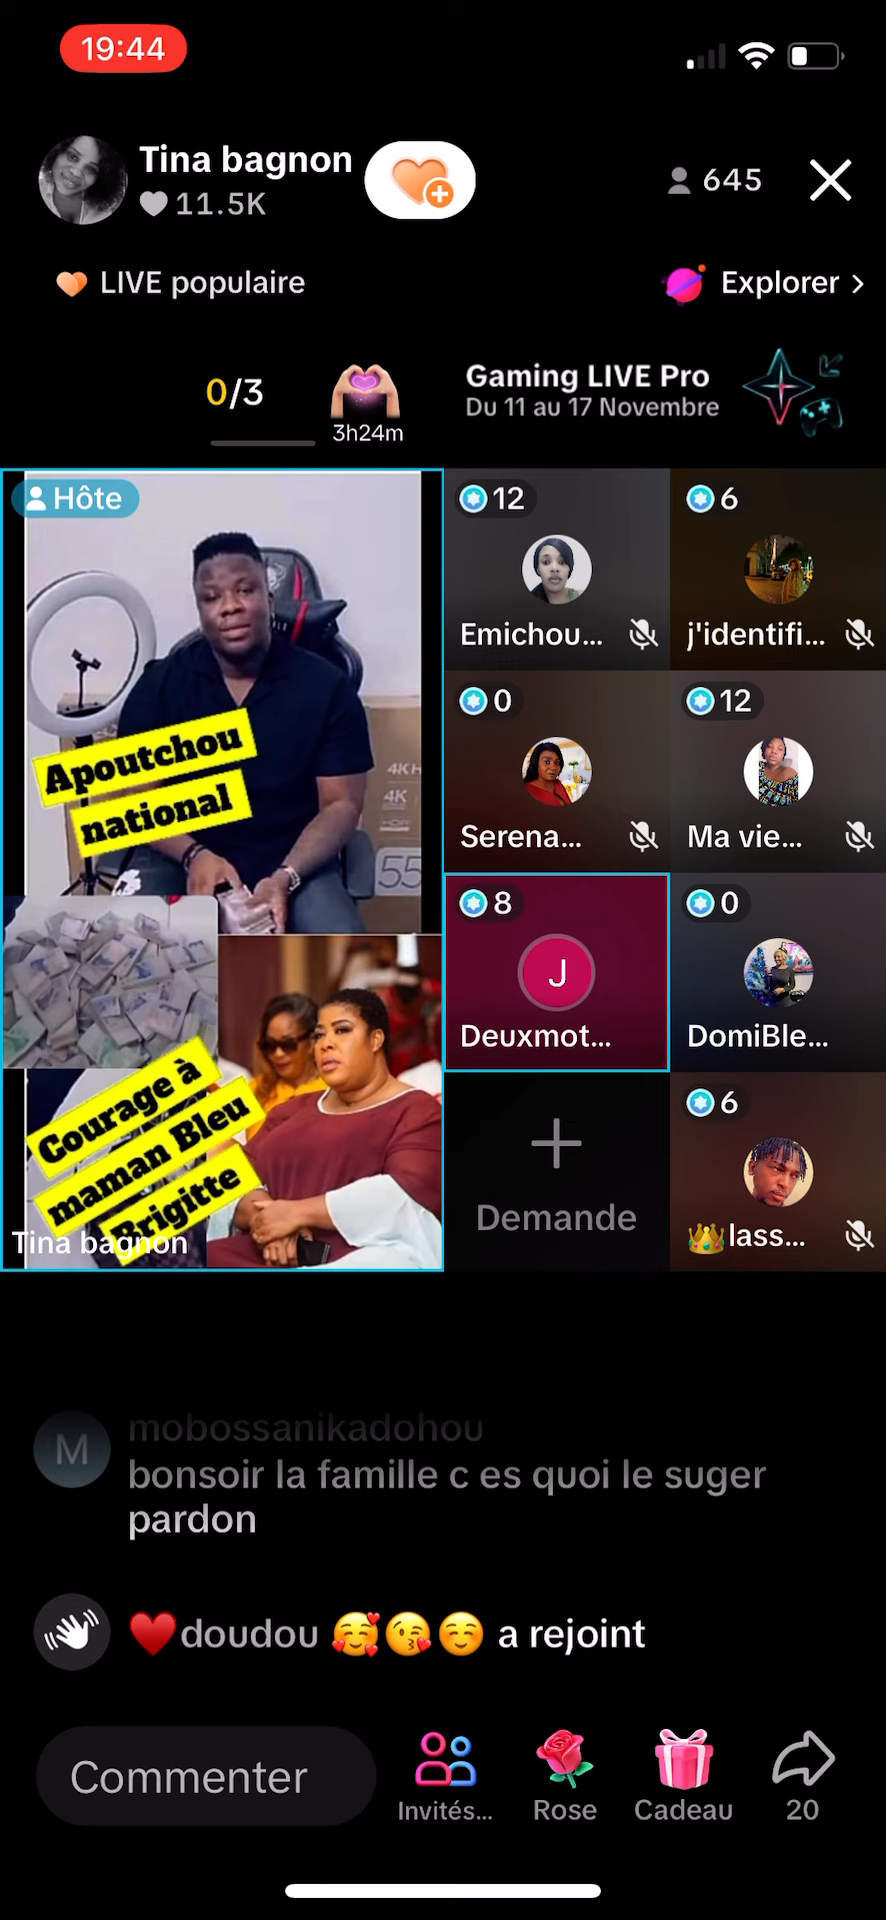 19:44
Tina bagnon
11.5K
645
LIVE populaire
Explorer >
0/3
3h24m
Gaming LIVE Pro
Du 11 au 17 Novembre
Hôte
Apoutchou
national
4K
55
Courage à
maman Bleu
Brigitte
Tina bagnon
12
Emichou...
6
j'identifi...
0
Serena...
12
Ma vie...
8
J
Deuxmot...
0
DomiBle...
Demande
6
lass...
M
mobossanikadohou
bonsoir la famille c es quoi le suger
pardon
doudou a rejoint
Commenter
Invités...
Rose
Cadeau
20